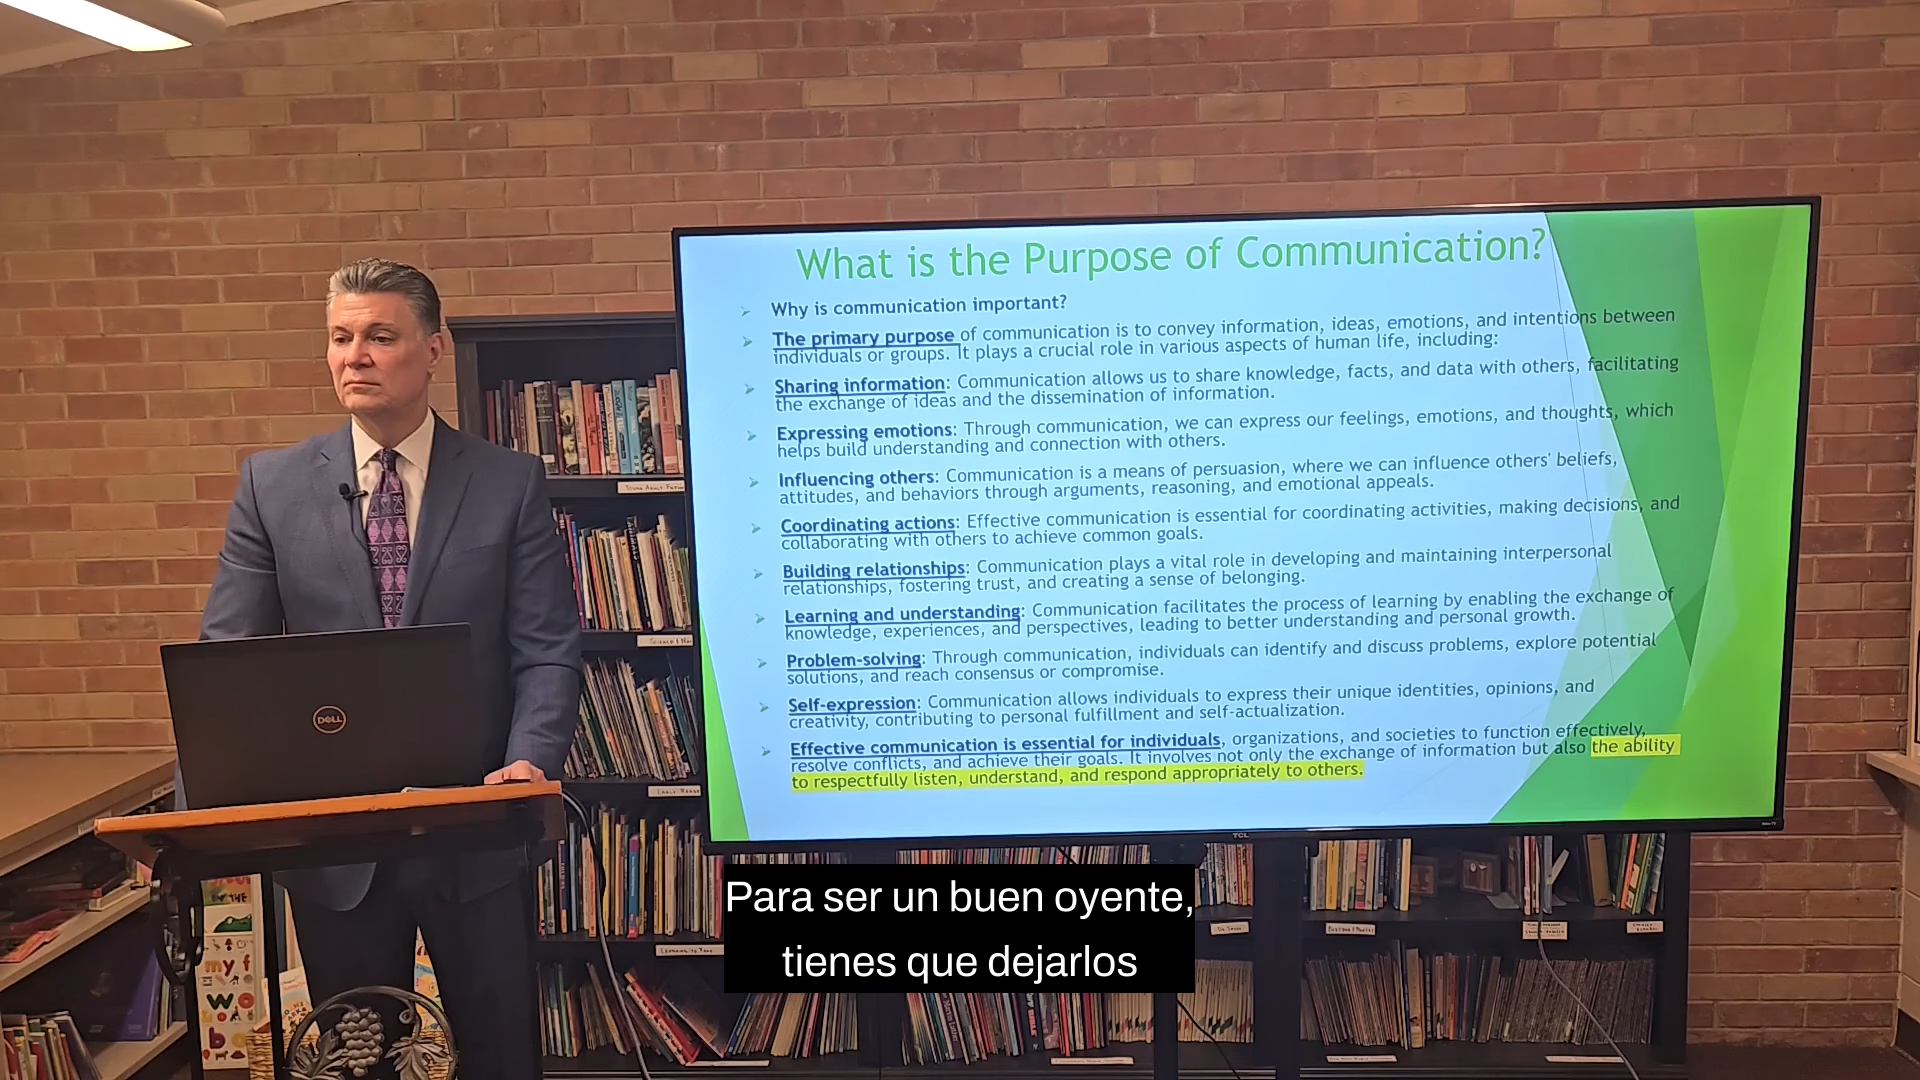 What is the Purpose of Communication?
Why is communication important?
The primary purpose of communication is to convey information, ideas, emotions, and intentions between
individuals or groups. It plays a crucial role in various aspects of human life, including:
Sharing information: Communication allows us to share knowledge, facts, and data with others, facilitating
the exchange of ideas and the dissemination of information.
Expressing emotions: Through communication, we can express our feelings, emotions, and thoughts, which
helps build understanding and connection with others.
Influencing others: Communication is a means of persuasion, where we can influence others' beliefs,
attitudes, and behaviors through arguments, reasoning, and emotional appeals.
Coordinating actions: Effective communication is essential for coordinating activities, making decisions, and
collaborating with others to achieve common goals.
Building relationships: Communication plays a vital role in developing and maintaining interpersonal
relationships, fostering trust, and creating a sense of belonging.
Learning and understanding: Communication facilitates the process of learning by enabling the exchange of
knowledge, experiences, and perspectives, leading to better understanding and personal growth.
Problem-solving: Through communication, individuals can identify and discuss problems, explore potential
solutions, and reach consensus or compromise.
Self-expression: Communication allows individuals to express their unique identities, opinions, and
creativity, contributing to personal fulfillment and self-actualization.
Effective communication is essential for individuals, organizations, and societies to function effectively,
resolve conflicts, and achieve their goals. It involves not only the exchange of information but also the ability
to respectfully listen, understand, and respond appropriately to others.
TCL
DELL
Para ser un buen oyente,
tienes que dejarlos